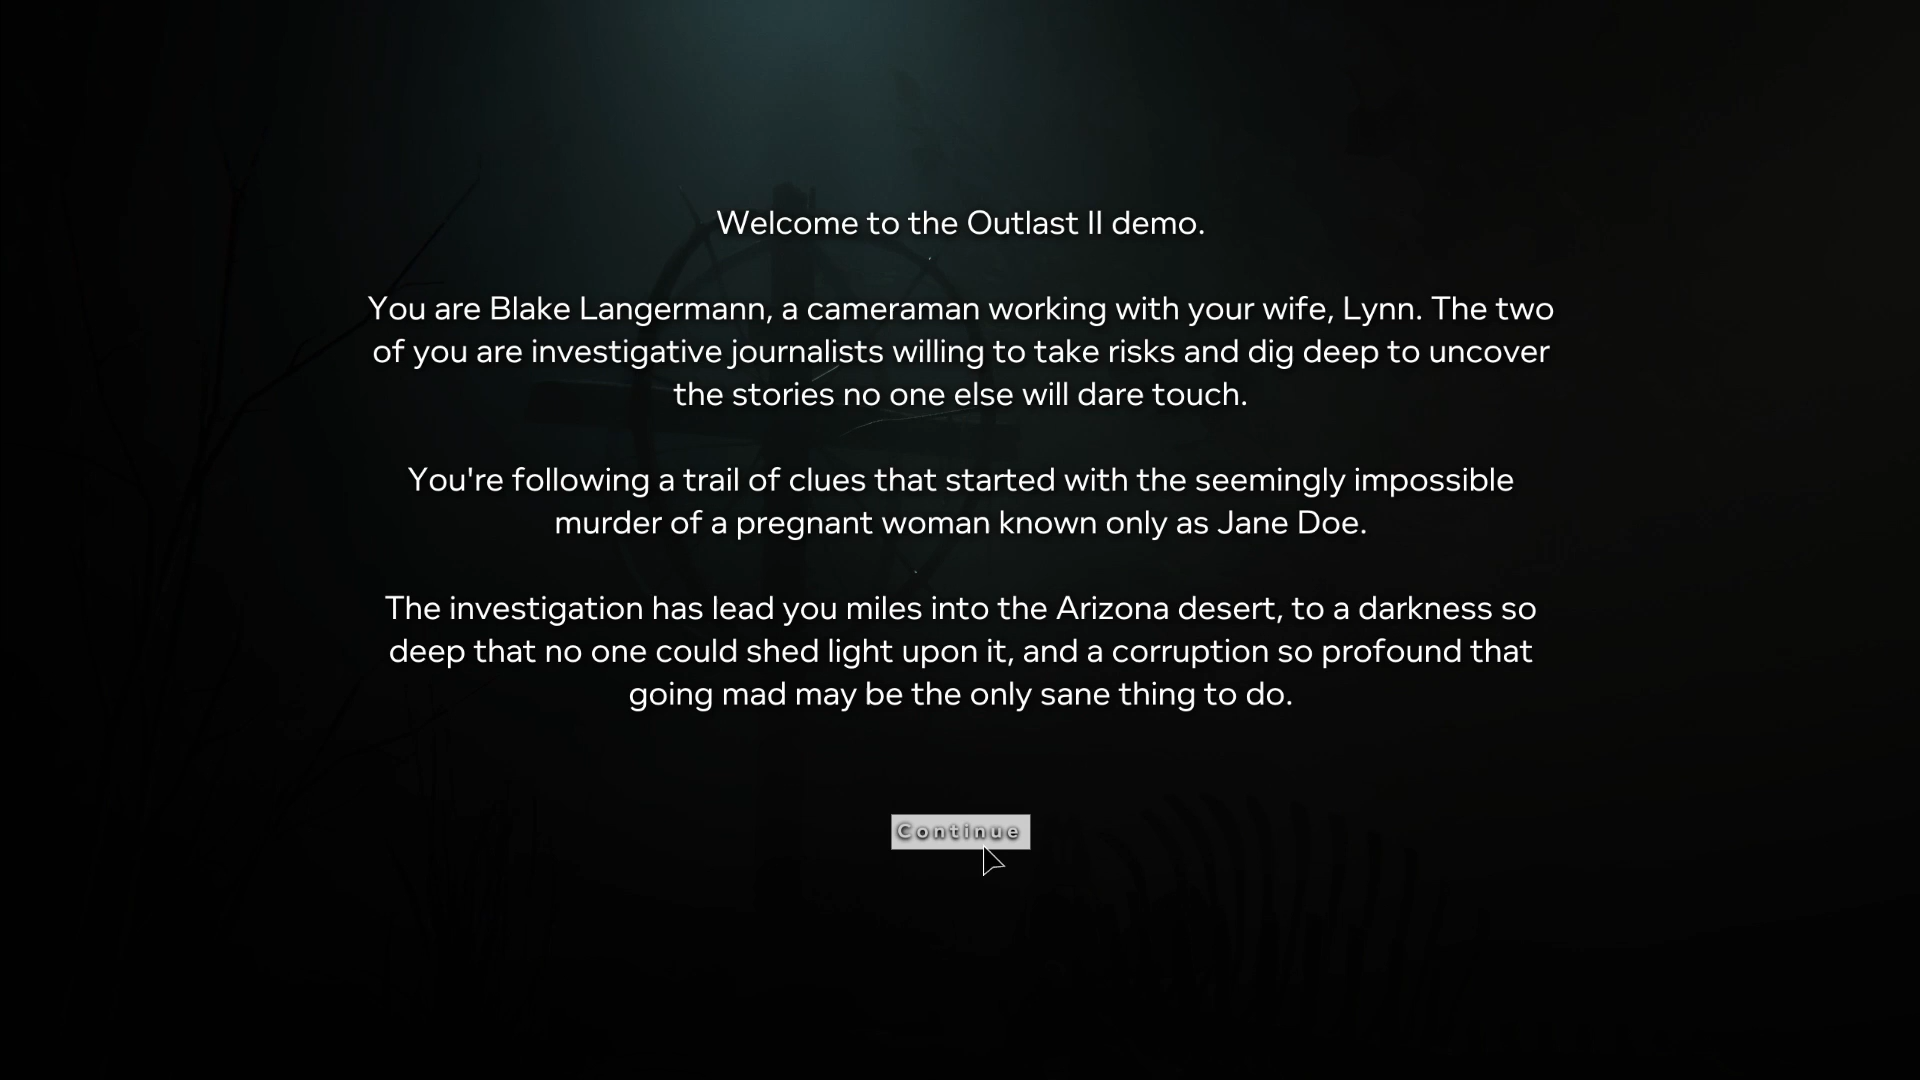 Welcome to the Outlast II demo.
You are Blake Langermann, a cameraman working with your wife, Lynn. The two
of you are investigative journalists willing to take risks and dig deep to uncover
the stories no one else will dare touch.
You're following a trail of clues that started with the seemingly impossible
murder of a pregnant woman known only as Jane Doe.
The investigation has lead you miles into the Arizona desert, to a darkness so
deep that no one could shed light upon it, and a corruption so profound that
going mad may be the only sane thing to do.
Continue